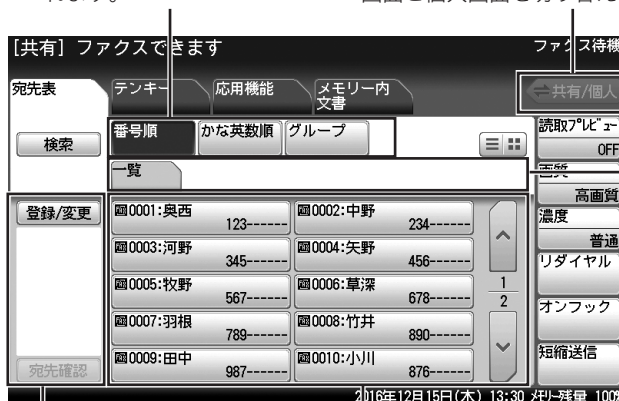 [共有] ファクスできます
ファクス待機
宛先表
テンキー
応用機能
メモリー内
文書
共有/個人
検索
番号順
かな英数順
グループ
読取プレビュー
OFF
一覧
画質
高画質
登録/変更
0001:奥西
123------
0002:中野
234------
濃度
普通
0003:河野
345------
0004:矢野
456------
リダイヤル
0005:牧野
567------
0006:草深
678------
1
2
オンフック
0007:羽根
789------
0008:竹井
890------
短縮送信
0009:田中
987------
0010:小川
876------
宛先確認
2016年12月15日(木) 13:30 メモリー残量 100%